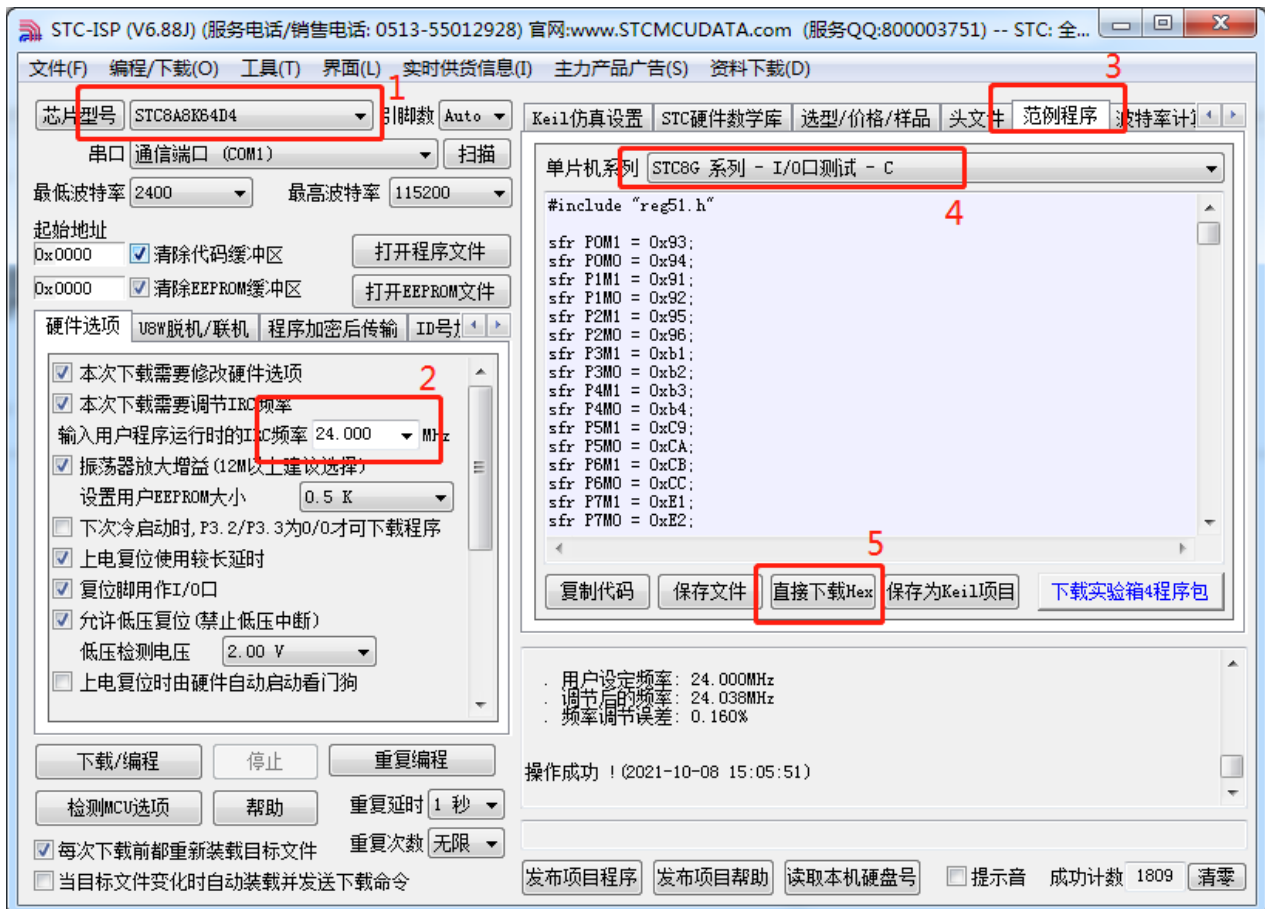 STC-ISP (V6.88J) (服务电话/销售电话: 0513-55012928) 官网:www.STCMCUDATA.com (服务QQ:800003751) -- STC: 全...
文件(F) 编程/下载(O) 工具(T) 界面(L) 实时供货信息(I) 主力产品广告(S) 资料下载(D)
1
3
芯片型号 STC8A8K64D4 引脚数 Auto
串口 通信端口 (COM1) 扫描
最低波特率 2400 最高波特率 115200
起始地址
0x0000 清除代码缓冲区 打开程序文件
0x0000 清除EEPROM缓冲区 打开EEPROM文件
硬件选项 U8W脱机/联机 程序加密后传输 ID号
本次下载需要修改硬件选项
2
本次下载需要调节IRC频率
输入用户程序运行时的IRC频率 24.000 MHz
振荡器放大增益(12M以上建议选择)
设置用户EEPROM大小 0.5 K
下次冷启动时,P3.2/P3.3为0/0才可下载程序
上电复位使用较长延时
复位脚用作I/O口
允许低压复位(禁止低压中断)
低压检测电压 2.00 V
上电复位时由硬件自动启动看门狗
下载/编程 停止 重复编程
检测MCU选项 帮助 重复延时 1 秒
重复次数 无限
每次下载前都重新装载目标文件
当目标文件变化时自动装载并发送下载命令
Keil仿真设置 STC硬件数学库 选型/价格/样品 头文件 范例程序 波特率计
单片机系列 STC8G 系列 - I/O口测试 - C
4
#include "reg51.h"
sfr P0M1 = 0x93;
sfr P0M0 = 0x94;
sfr P1M1 = 0x91;
sfr P1M0 = 0x92;
sfr P2M1 = 0x95;
sfr P2M0 = 0x96;
sfr P3M1 = 0xb1;
sfr P3M0 = 0xb2;
sfr P4M1 = 0xb3;
sfr P4M0 = 0xb4;
sfr P5M1 = 0xC9;
sfr P5M0 = 0xCA;
sfr P6M1 = 0xCB;
sfr P6M0 = 0xCC;
sfr P7M1 = 0xE1;
sfr P7M0 = 0xE2;
5
复制代码 保存文件 直接下载Hex 保存为Keil项目 下载实验箱4程序包
. 用户设定频率: 24.000MHz
. 调节后的频率: 24.038MHz
. 频率调节误差: 0.160%
操作成功 !(2021-10-08 15:05:51)
发布项目程序 发布项目帮助 读取本机硬盘号 提示音 成功计数 1809 清零